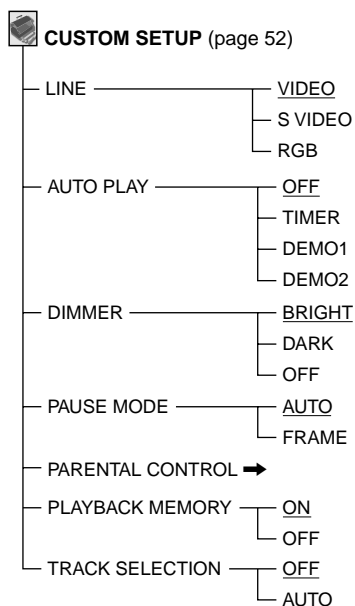 CUSTOM SETUP (page 52)
LINE VIDEO
S VIDEO
RGB
AUTO PLAY OFF
TIMER
DEMO1
DEMO2
DIMMER BRIGHT
DARK
OFF
PAUSE MODE AUTO
FRAME
PARENTAL CONTROL ➡
PLAYBACK MEMORY ON
OFF
TRACK SELECTION OFF
AUTO